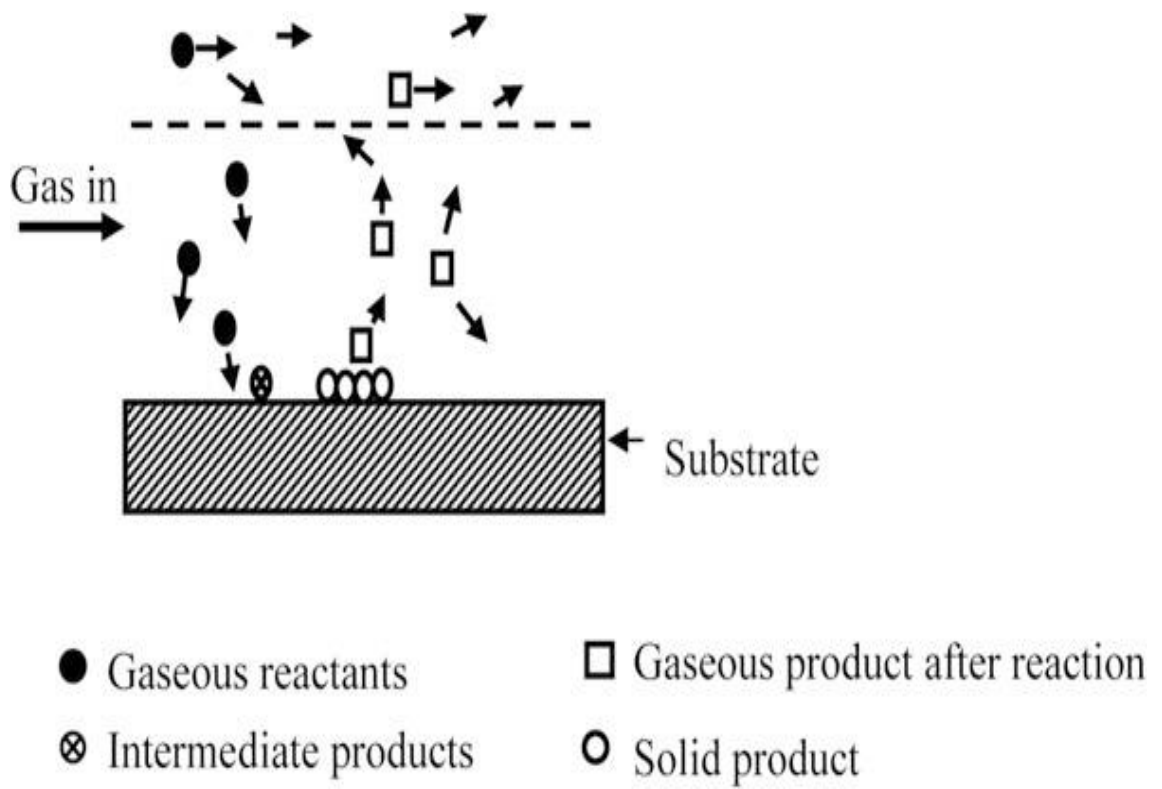 Gas in
Substrate
Gaseous reactants
Gaseous product after reaction
Intermediate products
Solid product